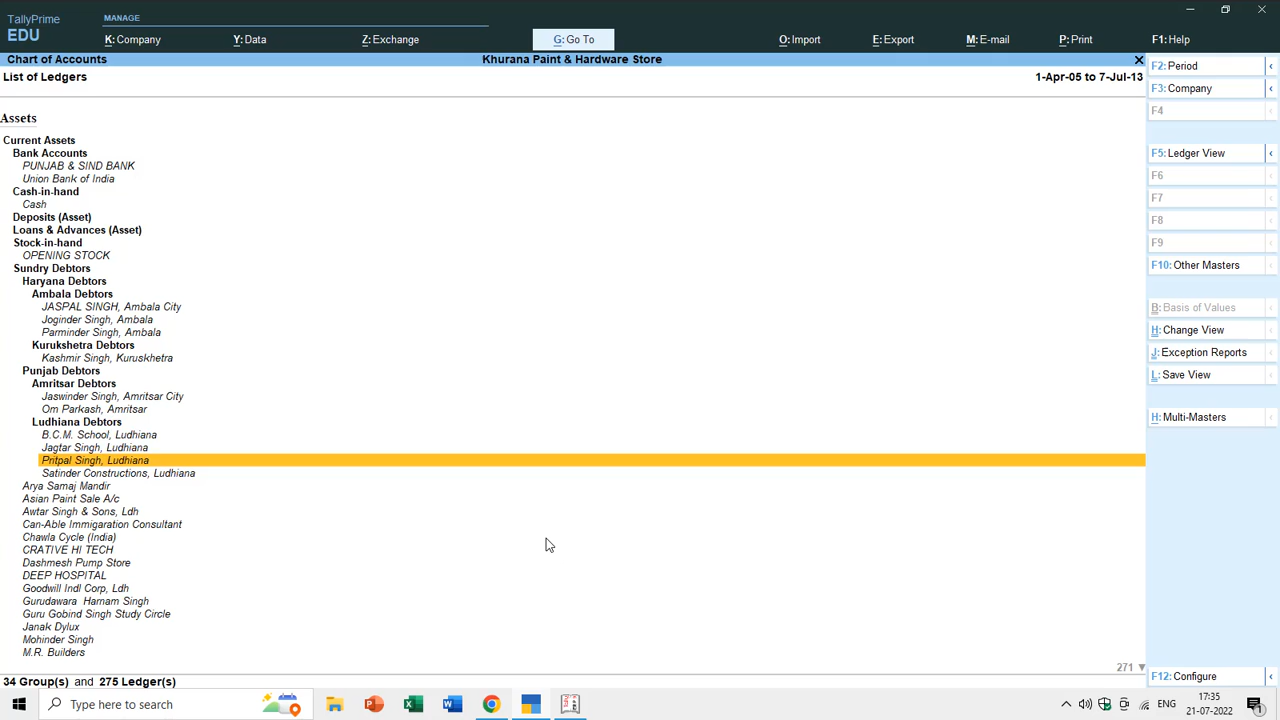 TallyPrime
EDU
MANAGE
K: Company
Y: Data
Z: Exchange
G: Go To
O: Import
E: Export
M: E-mail
P: Print
F1: Help
Chart of Accounts
Khurana Paint & Hardware Store
List of Ledgers
1-Apr-05 to 7-Jul-13
Assets
Current Assets
Bank Accounts
PUNJAB & SIND BANK
Union Bank of India
Cash-in-hand
Cash
Deposits (Asset)
Loans & Advances (Asset)
Stock-in-hand
OPENING STOCK
Sundry Debtors
Haryana Debtors
Ambala Debtors
JASPAL SINGH, Ambala City
Joginder Singh, Ambala
Parminder Singh, Ambala
Kurukshetra Debtors
Kashmir Singh, Kuruskhetra
Punjab Debtors
Amritsar Debtors
Jaswinder Singh, Amritsar City
Om Parkash, Amritsar
Ludhiana Debtors
B.C.M. School, Ludhiana
Jagtar Singh, Ludhiana
Pritpal Singh, Ludhiana
Satinder Constructions, Ludhiana
Arya Samaj Mandir
Asian Paint Sale A/c
Awtar Singh & Sons, Ldh
Can-Able Immigaration Consultant
Chawla Cycle (India)
CRATIVE HI TECH
Dashmesh Pump Store
DEEP HOSPITAL
Goodwill Indl Corp, Ldh
Gurudawara Harnam Singh
Guru Gobind Singh Study Circle
Janak Dylux
Mohinder Singh
M.R. Builders
271
34 Group(s) and 275 Ledger(s)
F2: Period
F3: Company
F4
F5: Ledger View
F6
F7
F8
F9
F10: Other Masters
B: Basis of Values
H: Change View
J: Exception Reports
L: Save View
H: Multi-Masters
F12: Configure
Type here to search
ENG
17:35
21-07-2022
1